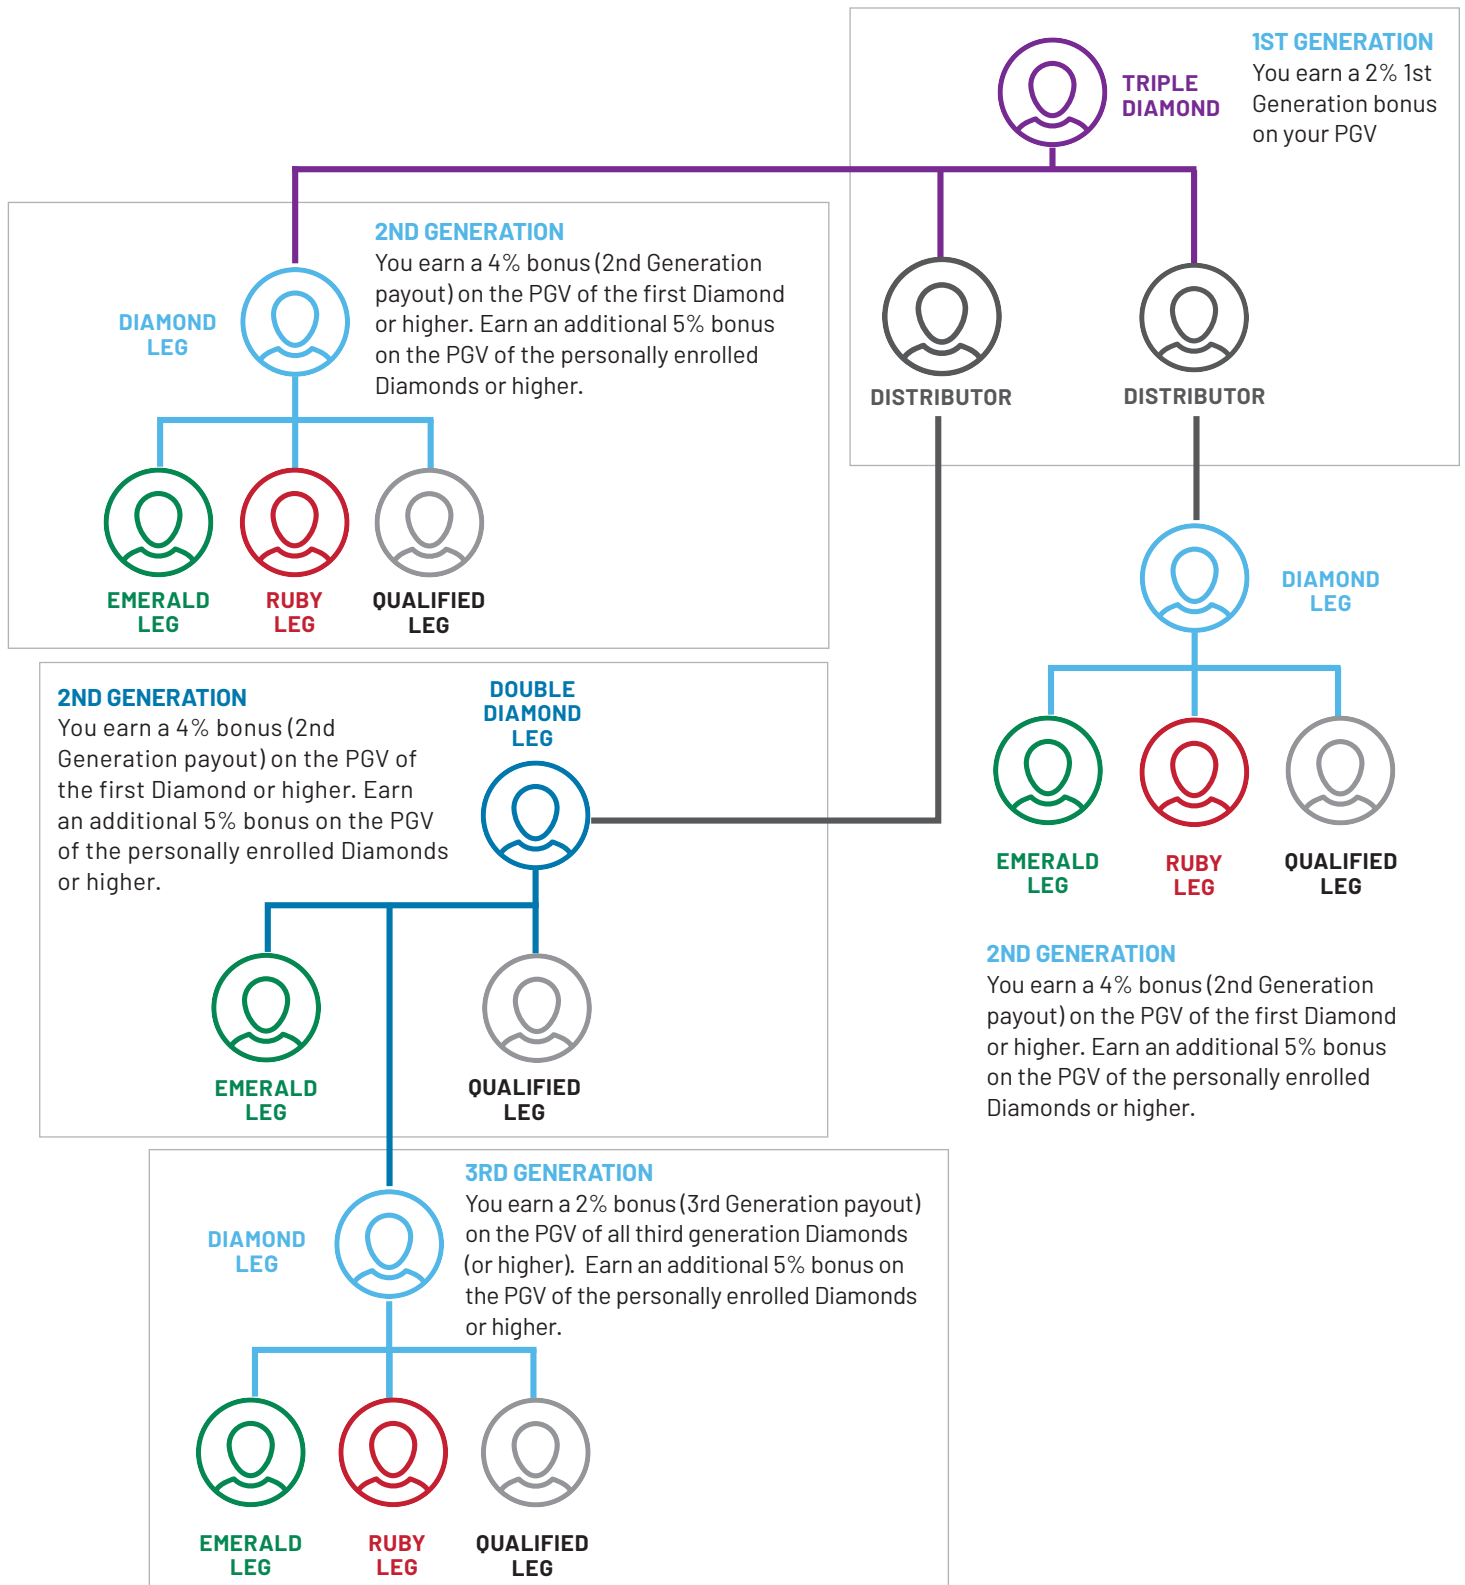 1ST GENERATION
You earn a 2% 1st
Generation bonus
on your PGV
TRIPLE
DIAMOND
2ND GENERATION
You earn a 4% bonus (2nd Generation
payout) on the PGV of the first Diamond
or higher. Earn an additional 5% bonus
on the PGV of the personally enrolled
Diamonds or higher.
DIAMOND
LEG
DISTRIBUTOR
DISTRIBUTOR
EMERALD
LEG
RUBY
LEG
QUALIFIED
LEG
DIAMOND
LEG
2ND GENERATION
You earn a 4% bonus (2nd
Generation payout) on the PGV of
the first Diamond or higher. Earn
an additional 5% bonus on the PGV
of the personally enrolled Diamonds
or higher.
DOUBLE
DIAMOND
LEG
EMERALD
LEG
RUBY
LEG
QUALIFIED
LEG
2ND GENERATION
You earn a 4% bonus (2nd Generation
payout) on the PGV of the first Diamond
or higher. Earn an additional 5% bonus
on the PGV of the personally enrolled
Diamonds or higher.
EMERALD
LEG
QUALIFIED
LEG
3RD GENERATION
You earn a 2% bonus (3rd Generation payout)
on the PGV of all third generation Diamonds
(or higher).  Earn an additional 5% bonus on
the PGV of the personally enrolled Diamonds
or higher.
DIAMOND
LEG
EMERALD
LEG
RUBY
LEG
QUALIFIED
LEG